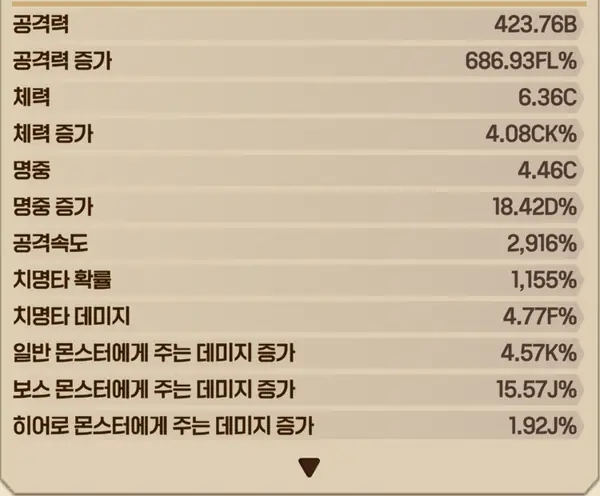 공격력 423.76B
공격력 증가 686.93FL%
체력 6.36C
체력 증가 4.08CK%
명중 4.46C
명중 증가 18.42D%
공격속도 2,916%
치명타 확률 1,155%
치명타 데미지 4.77F%
일반 몬스터에게 주는 데미지 증가 4.57K%
보스 몬스터에게 주는 데미지 증가 15.57J%
히어로 몬스터에게 주는 데미지 증가 1.92J%